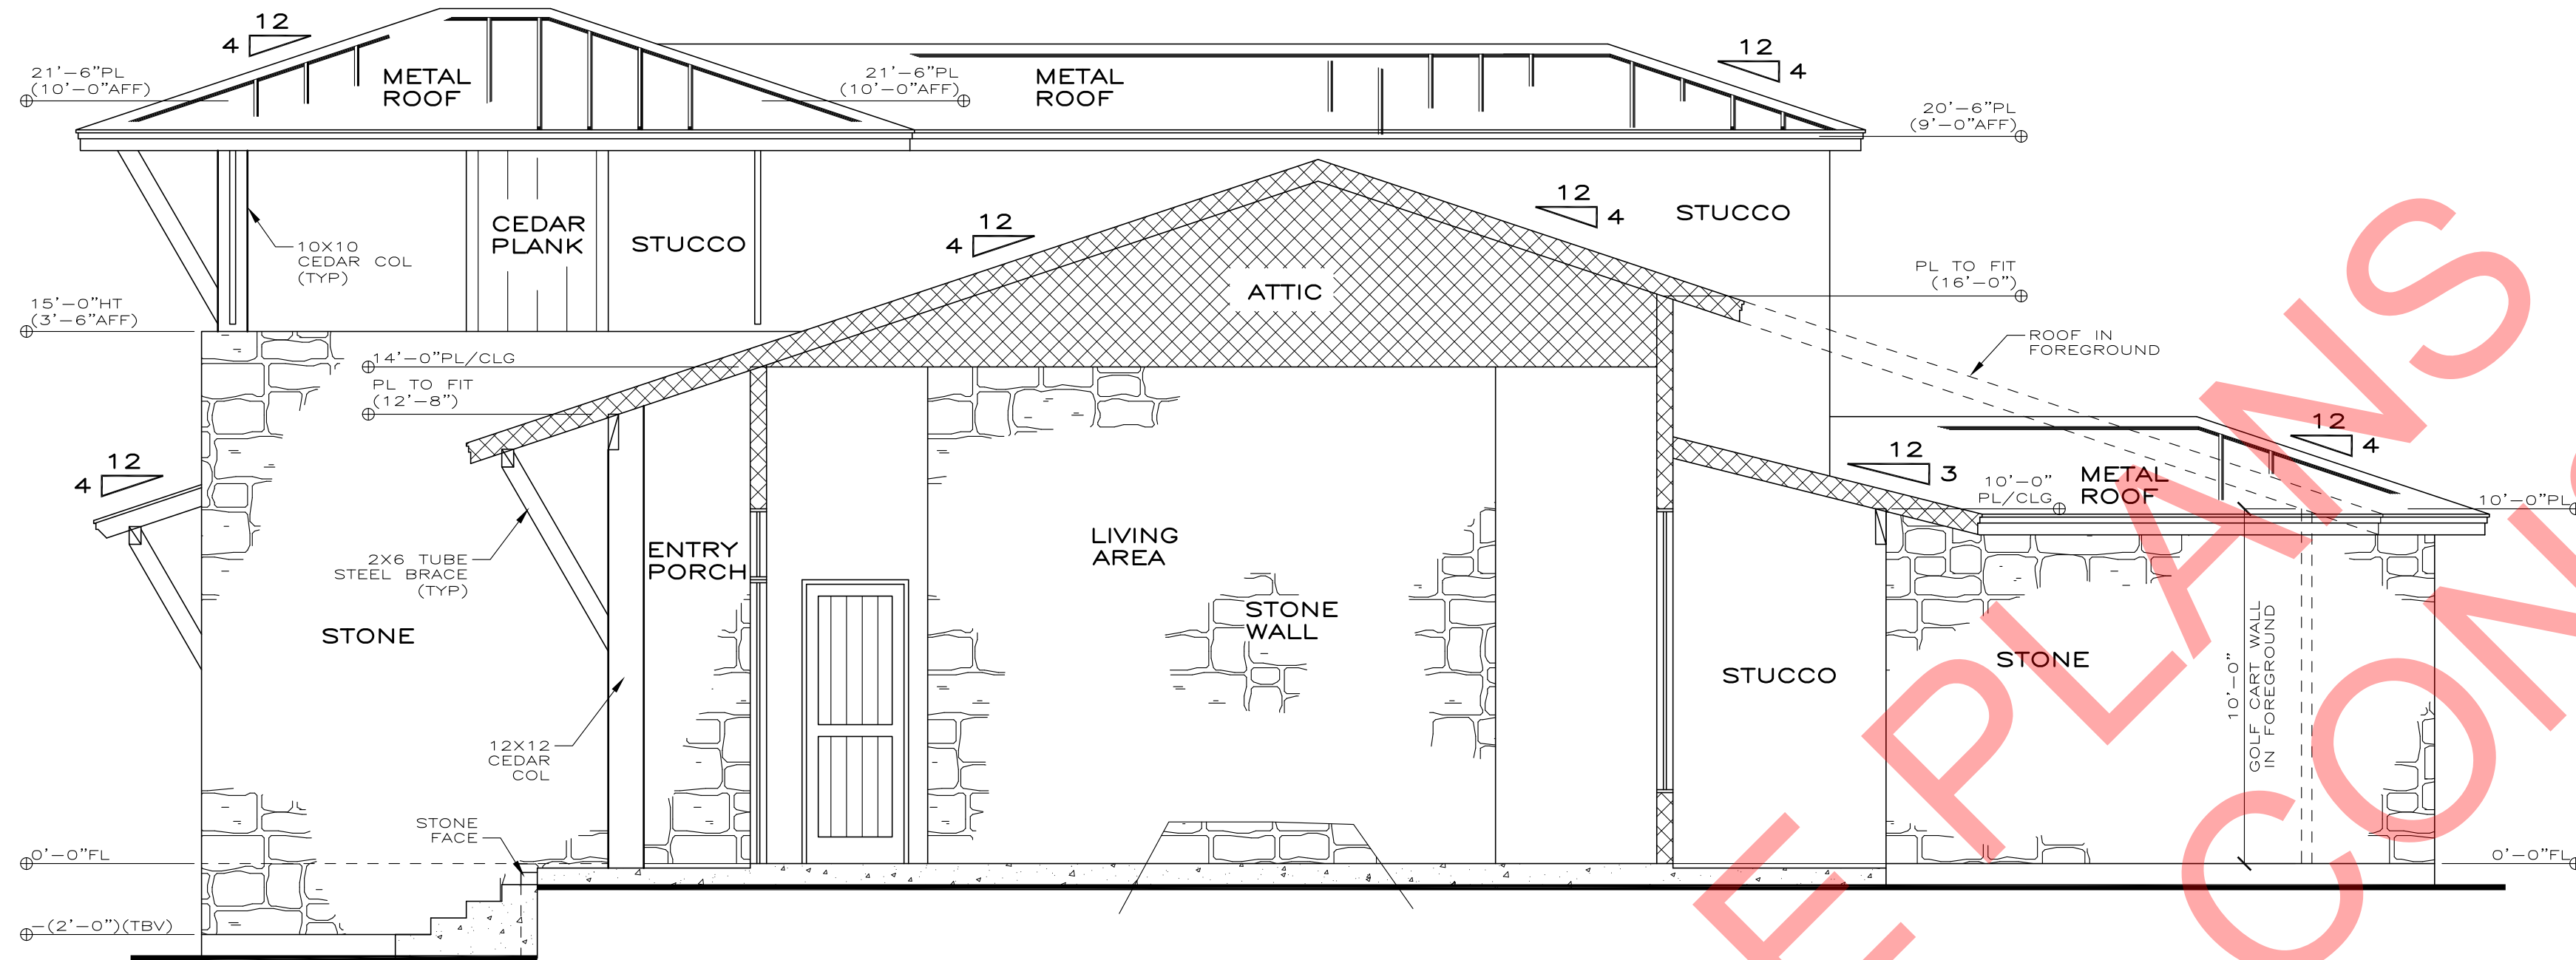 12
4
21'-6"PL
(10'-0"AFF)
METAL
ROOF
21'-6"PL
(10'-0"AFF)
METAL
ROOF
12
4
20'-6"PL
(9'-0"AFF)
10X10
CEDAR COL
(TYP)
CEDAR
PLANK
STUCCO
12
4
12
4
STUCCO
ATTIC
PL TO FIT
(16'-0")
15'-0"HT
(3'-6"AFF)
14'-0"PL/CLG
PL TO FIT
(12'-8")
ROOF IN
FOREGROUND
12
4
12
3
12
4
METAL
ROOF
10'-0"
PL/CLG
10'-0"PL
2X6 TUBE
STEEL BRACE
(TYP)
ENTRY
PORCH
LIVING
AREA
STONE
WALL
STONE
STUCCO
STONE
10'-0"
GOLF CART WALL
IN FOREGROUND
12X12
CEDAR
COL
STONE
FACE
0'-0"FL
0'-0"FL
-(2'-0")(TBV)
E PLANS
CON